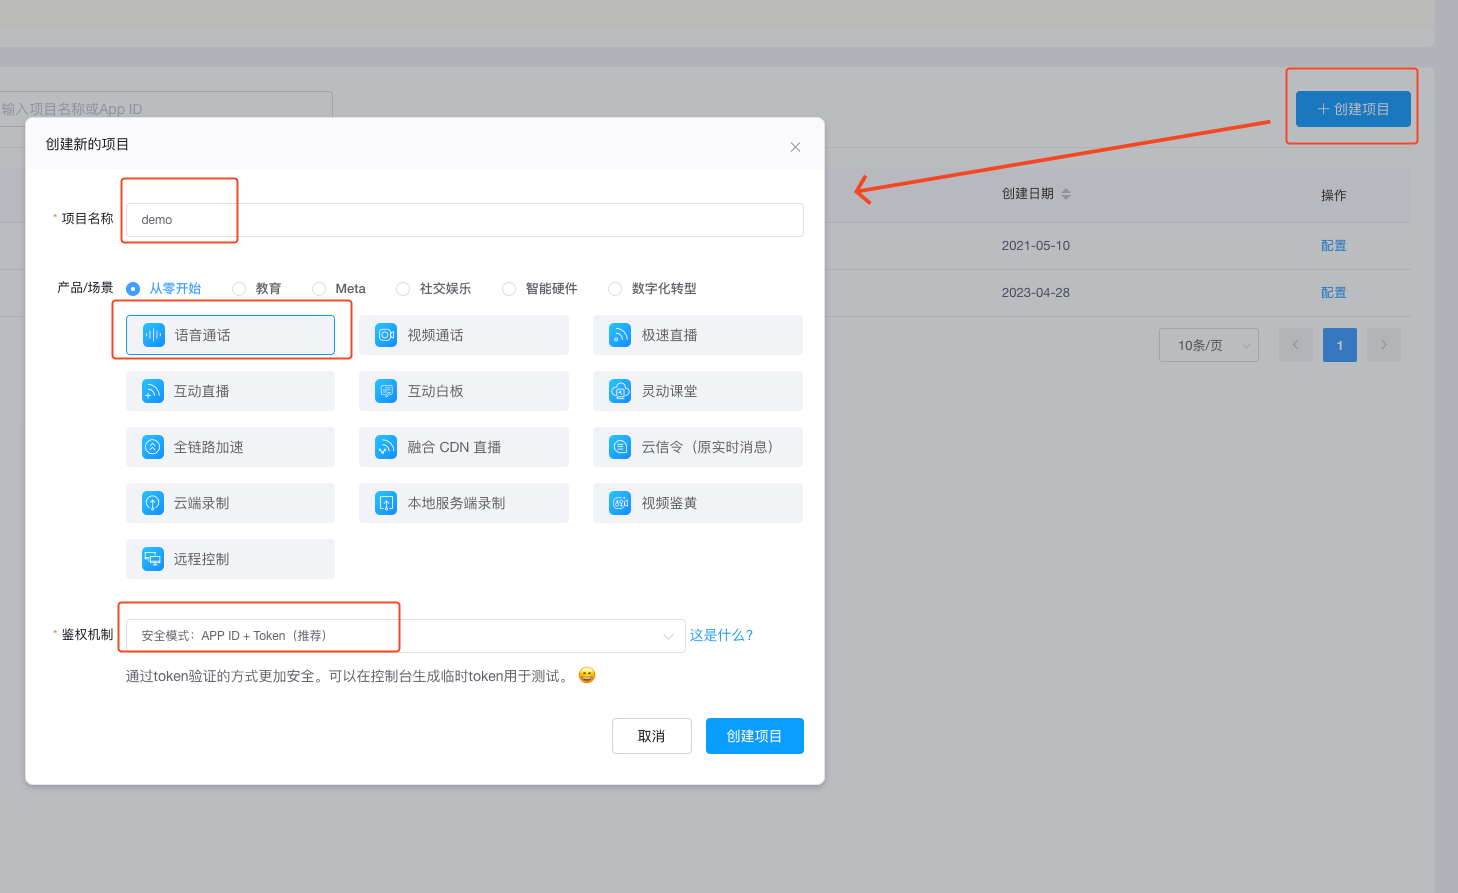 输入项目名称或App ID
+ 创建项目
创建新的项目
创建日期
操作
* 项目名称
demo
2021-05-10
配置
产品/场景
从零开始
教育
Meta
社交娱乐
智能硬件
数字化转型
2023-04-28
配置
语音通话
视频通话
极速直播
10条/页
1
互动直播
互动白板
灵动课堂
全链路加速
融合 CDN 直播
云信令（原实时消息）
云端录制
本地服务端录制
视频鉴黄
远程控制
* 鉴权机制
安全模式：APP ID + Token（推荐）
这是什么?
通过token验证的方式更加安全。可以在控制台生成临时token用于测试。 😄
取消
创建项目